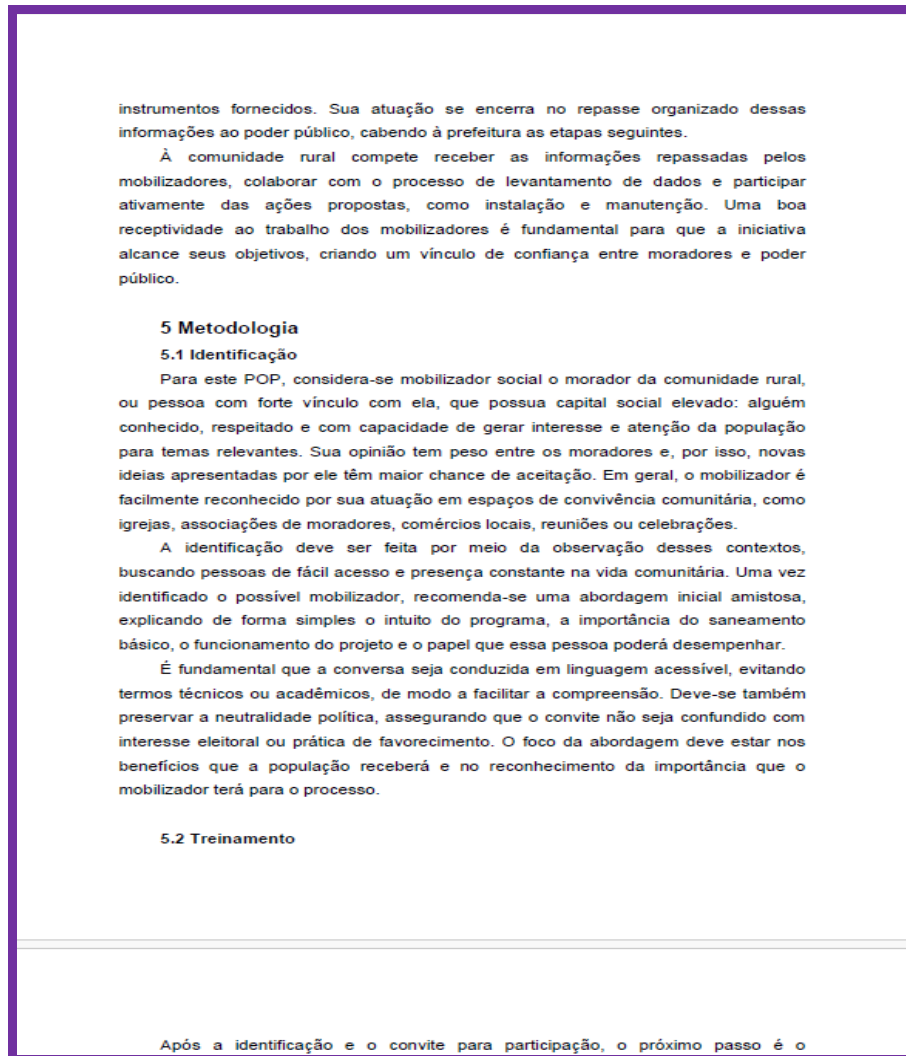 instrumentos fornecidos. Sua atuação se encerra no repasse organizado dessas
informações ao poder público, cabendo à prefeitura as etapas seguintes.
À comunidade rural compete receber as informações repassadas pelos
mobilizadores, colaborar com o processo de levantamento de dados e participar
ativamente das ações propostas, como instalação e manutenção. Uma boa
receptividade ao trabalho dos mobilizadores é fundamental para que a iniciativa
alcance seus objetivos, criando um vínculo de confiança entre moradores e poder
público.
5 Metodologia
5.1 Identificação
Para este POP, considera-se mobilizador social o morador da comunidade rural,
ou pessoa com forte vínculo com ela, que possua capital social elevado: alguém
conhecido, respeitado e com capacidade de gerar interesse e atenção da população
para temas relevantes. Sua opinião tem peso entre os moradores e, por isso, novas
ideias apresentadas por ele têm maior chance de aceitação. Em geral, o mobilizador é
facilmente reconhecido por sua atuação em espaços de convivência comunitária, como
igrejas, associações de moradores, comércios locais, reuniões ou celebrações.
A identificação deve ser feita por meio da observação desses contextos,
buscando pessoas de fácil acesso e presença constante na vida comunitária. Uma vez
identificado o possível mobilizador, recomenda-se uma abordagem inicial amistosa,
explicando de forma simples o intuito do programa, a importância do saneamento
básico, o funcionamento do projeto e o papel que essa pessoa poderá desempenhar.
É fundamental que a conversa seja conduzida em linguagem acessível, evitando
termos técnicos ou acadêmicos, de modo a facilitar a compreensão. Deve-se também
preservar a neutralidade política, assegurando que o convite não seja confundido com
interesse eleitoral ou prática de favorecimento. O foco da abordagem deve estar nos
benefícios que a população receberá e no reconhecimento da importância que o
mobilizador terá para o processo.
5.2 Treinamento
Após a identificação e o convite para participação, o próximo passo é o